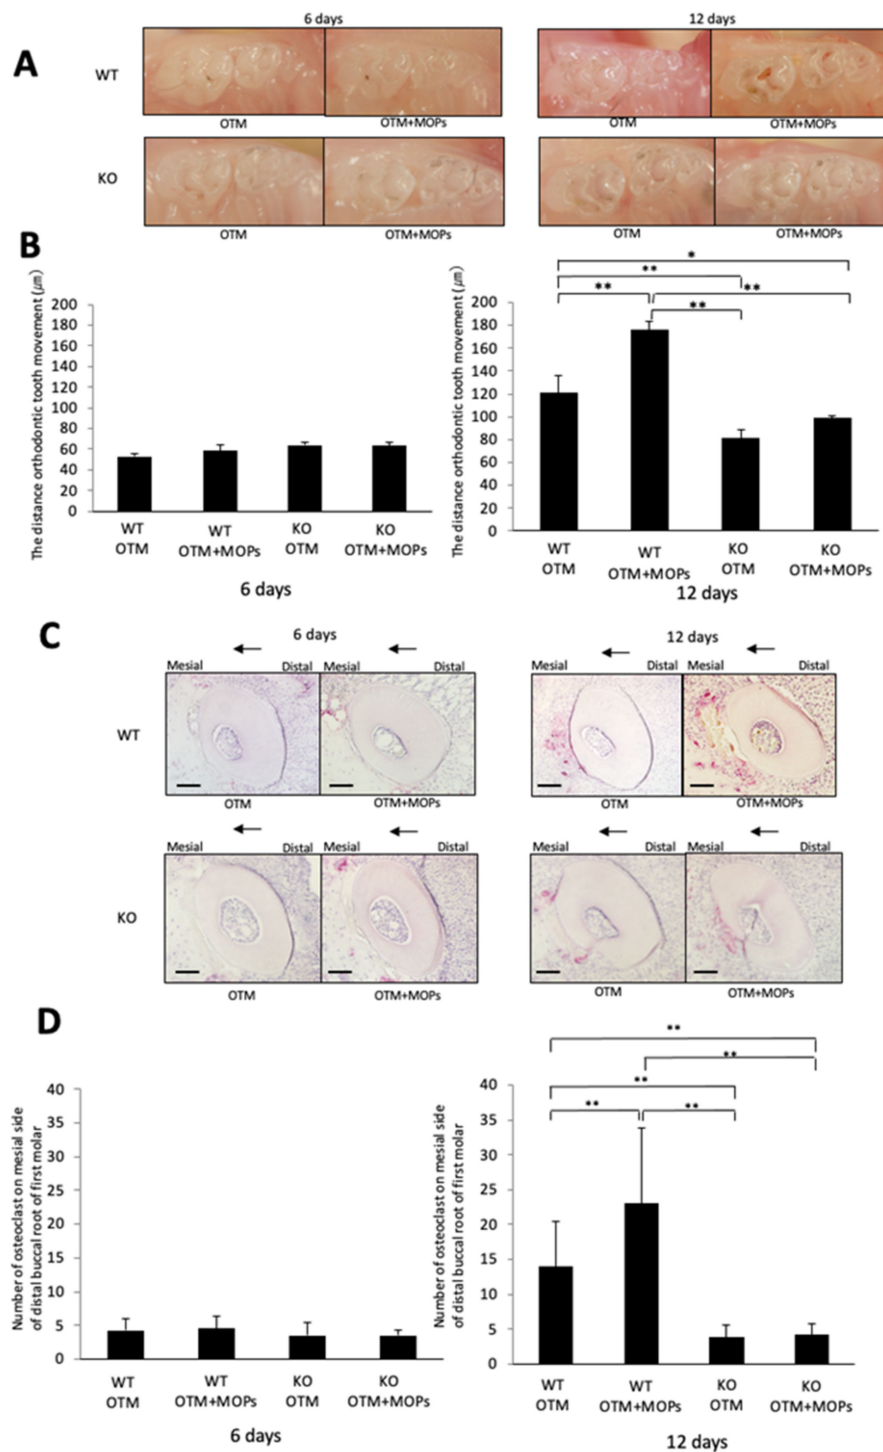 6 days 12 days
A
WT
OTM OTM+MOPs OTM OTM+MOPs
KO
OTM OTM+MOPs OTM OTM+MOPs
B
The distance orthodontic tooth movement (㎛)
200
180
160
140
120
100
80
60
40
20
0
WT
OTM
WT
OTM+MOPs
KO
OTM
KO
OTM+MOPs
6 days
The distance orthodontic tooth movement (㎛)
*
**
** **
**
200
180
160
140
120
100
80
60
40
20
0
WT
OTM
WT
OTM+MOPs
KO
OTM
KO
OTM+MOPs
12 days
C
6 days 12 days
Mesial Distal Mesial Distal Mesial Distal Mesial Distal
WT
OTM OTM+MOPs OTM OTM+MOPs
Mesial Distal Mesial Distal Mesial Distal Mesial Distal
KO
OTM OTM+MOPs OTM OTM+MOPs
D
Number of osteoclast on mesial side
of distal buccal root of first molar
40
35
30
25
20
15
10
5
0
WT
OTM
WT
OTM+MOPs
KO
OTM
KO
OTM+MOPs
6 days
Number of osteoclast on mesial side
of distal buccal root of first molar
**
**
**
** **
40
35
30
25
20
15
10
5
0
WT
OTM
WT
OTM+MOPs
KO
OTM
KO
OTM+MOPs
12 days